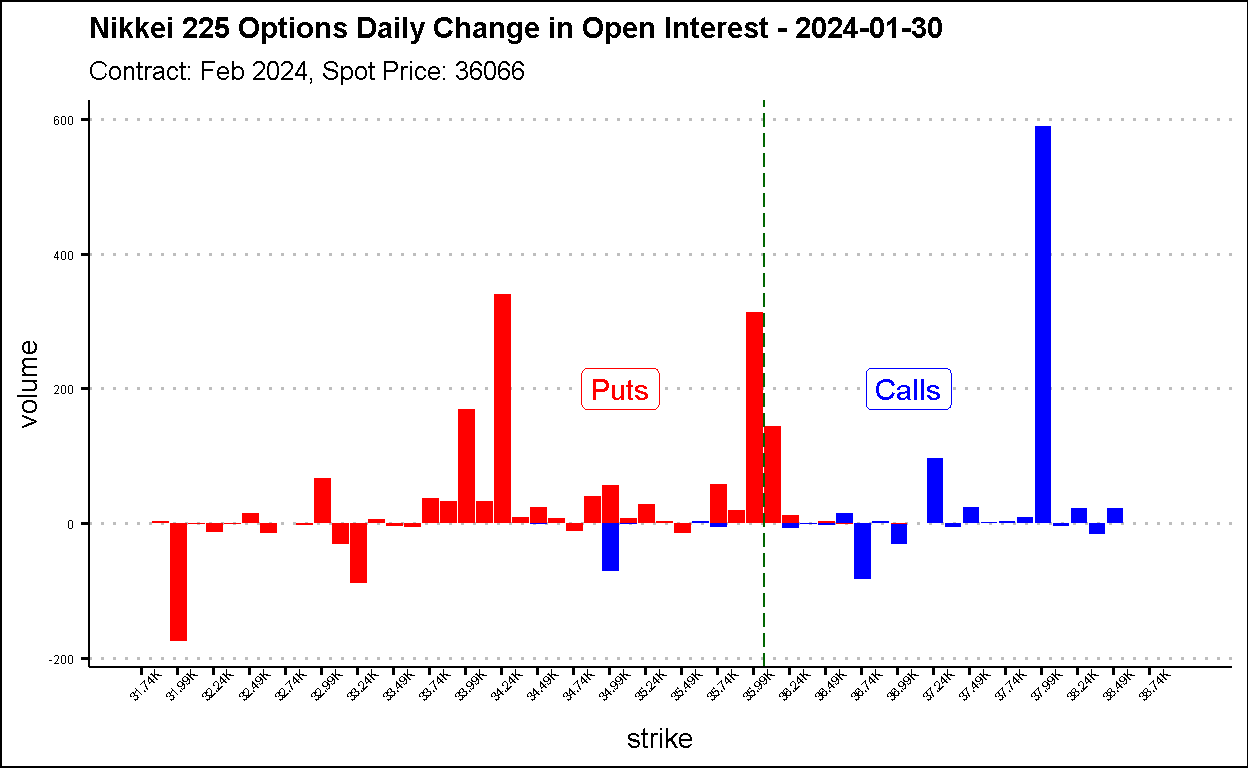 Nikkei 225 Options Daily Change in Open Interest - 2024-01-30
Contract: Feb 2024, Spot Price: 36066
600
400
200
0
-200
volume
Puts
Calls
31.74K
31.99K
32.24K
32.49K
32.74K
32.99K
33.24K
33.49K
33.74K
33.99K
34.24K
34.49K
34.74K
34.99K
35.24K
35.49K
35.74K
35.99K
36.24K
36.49K
36.74K
36.99K
37.24K
37.49K
37.74K
37.99K
38.24K
38.49K
38.74K
strike